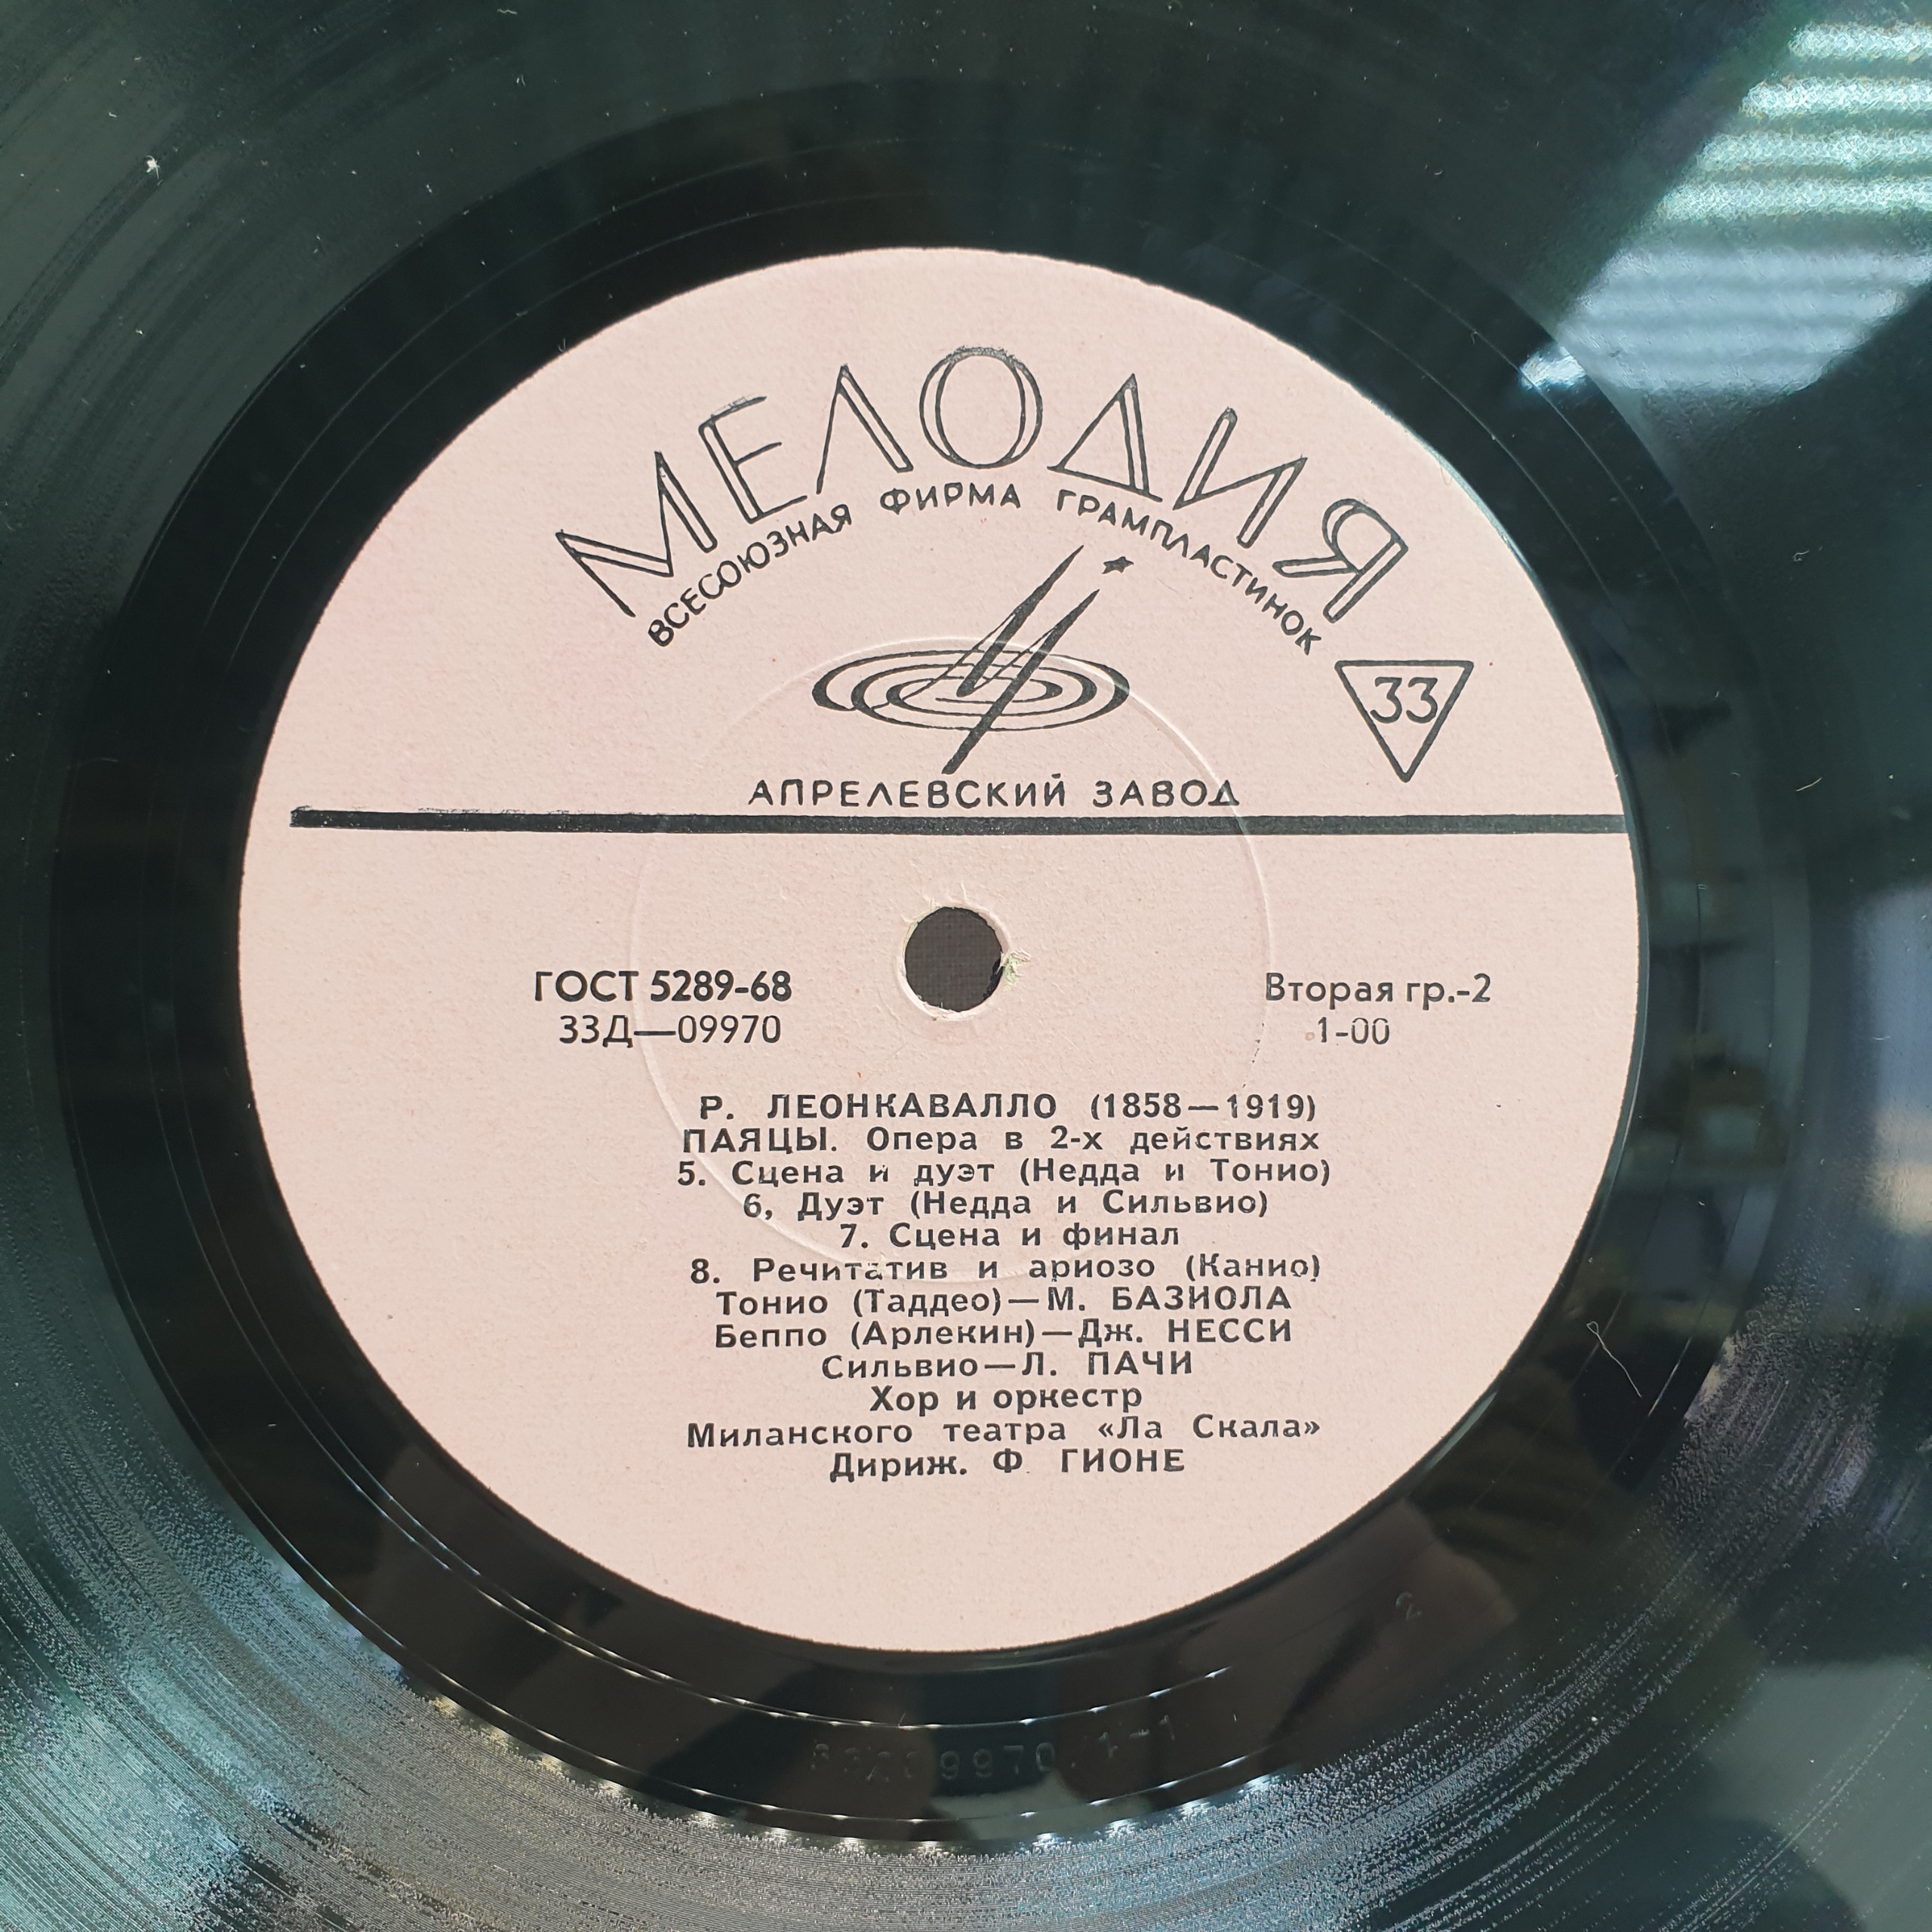 МЕЛОДИЯ
ВСЕСОЮЗНАЯ ФИРМА ГРАМПЛАСТИНОК
33
АПРЕЛЕВСКИЙ ЗАВОД
ГОСТ 5289-68
33Д—09970
Вторая гр.-2
1-00
Р. ЛЕОНКАВАЛЛО (1858—1919)
ПАЯЦЫ. Опера в 2-х действиях
5. Сцена и дуэт (Недда и Тонио)
6, Дуэт (Недда и Сильвио)
7. Сцена и финал
8. Речитатив и ариозо (Канио)
Тонио (Таддео)—М. БАЗИОЛА
Беппо (Арлекин)—Дж. НЕССИ
Сильвио—Л. ПАЧИ
Хор и оркестр
Миланского театра «Ла Скала»
Дириж. Ф. ГИОНЕ
2
1-1